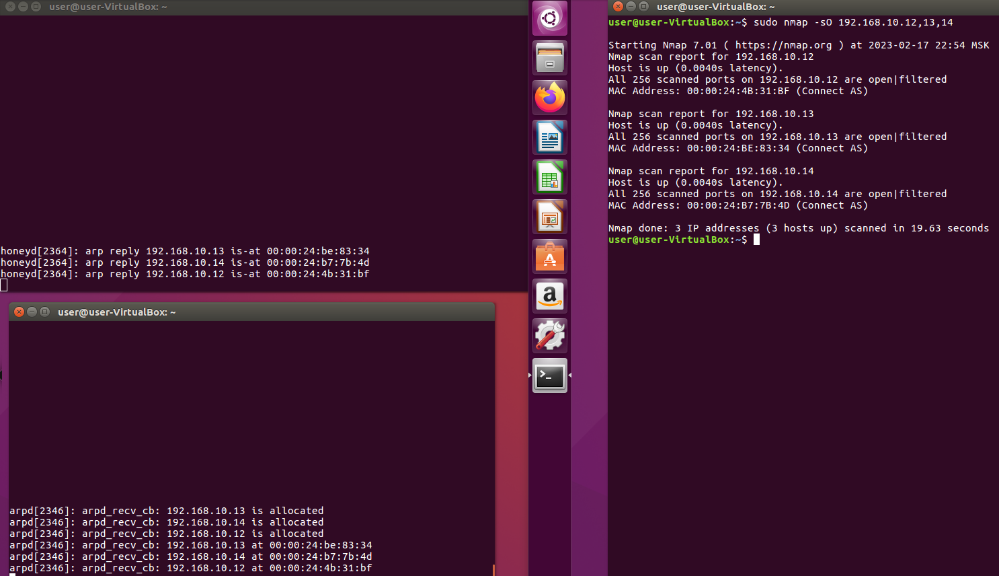 user@user-VirtualBox: ~
honeyd[2364]: arp reply 192.168.10.13 is-at 00:00:24:be:83:34
honeyd[2364]: arp reply 192.168.10.14 is-at 00:00:24:b7:7b:4d
honeyd[2364]: arp reply 192.168.10.12 is-at 00:00:24:4b:31:bf
user@user-VirtualBox: ~
arpd[2346]: arpd_recv_cb: 192.168.10.13 is allocated
arpd[2346]: arpd_recv_cb: 192.168.10.14 is allocated
arpd[2346]: arpd_recv_cb: 192.168.10.12 is allocated
arpd[2346]: arpd_recv_cb: 192.168.10.13 at 00:00:24:be:83:34
arpd[2346]: arpd_recv_cb: 192.168.10.14 at 00:00:24:b7:7b:4d
arpd[2346]: arpd_recv_cb: 192.168.10.12 at 00:00:24:4b:31:bf
user@user-VirtualBox: ~
user@user-VirtualBox:~$ sudo nmap -sO 192.168.10.12,13,14
Starting Nmap 7.01 ( https://nmap.org ) at 2023-02-17 22:54 MSK
Nmap scan report for 192.168.10.12
Host is up (0.0040s latency).
All 256 scanned ports on 192.168.10.12 are open|filtered
MAC Address: 00:00:24:4B:31:BF (Connect AS)
Nmap scan report for 192.168.10.13
Host is up (0.0040s latency).
All 256 scanned ports on 192.168.10.13 are open|filtered
MAC Address: 00:00:24:BE:83:34 (Connect AS)
Nmap scan report for 192.168.10.14
Host is up (0.0040s latency).
All 256 scanned ports on 192.168.10.14 are open|filtered
MAC Address: 00:00:24:B7:7B:4D (Connect AS)
Nmap done: 3 IP addresses (3 hosts up) scanned in 19.63 seconds
user@user-VirtualBox:~$